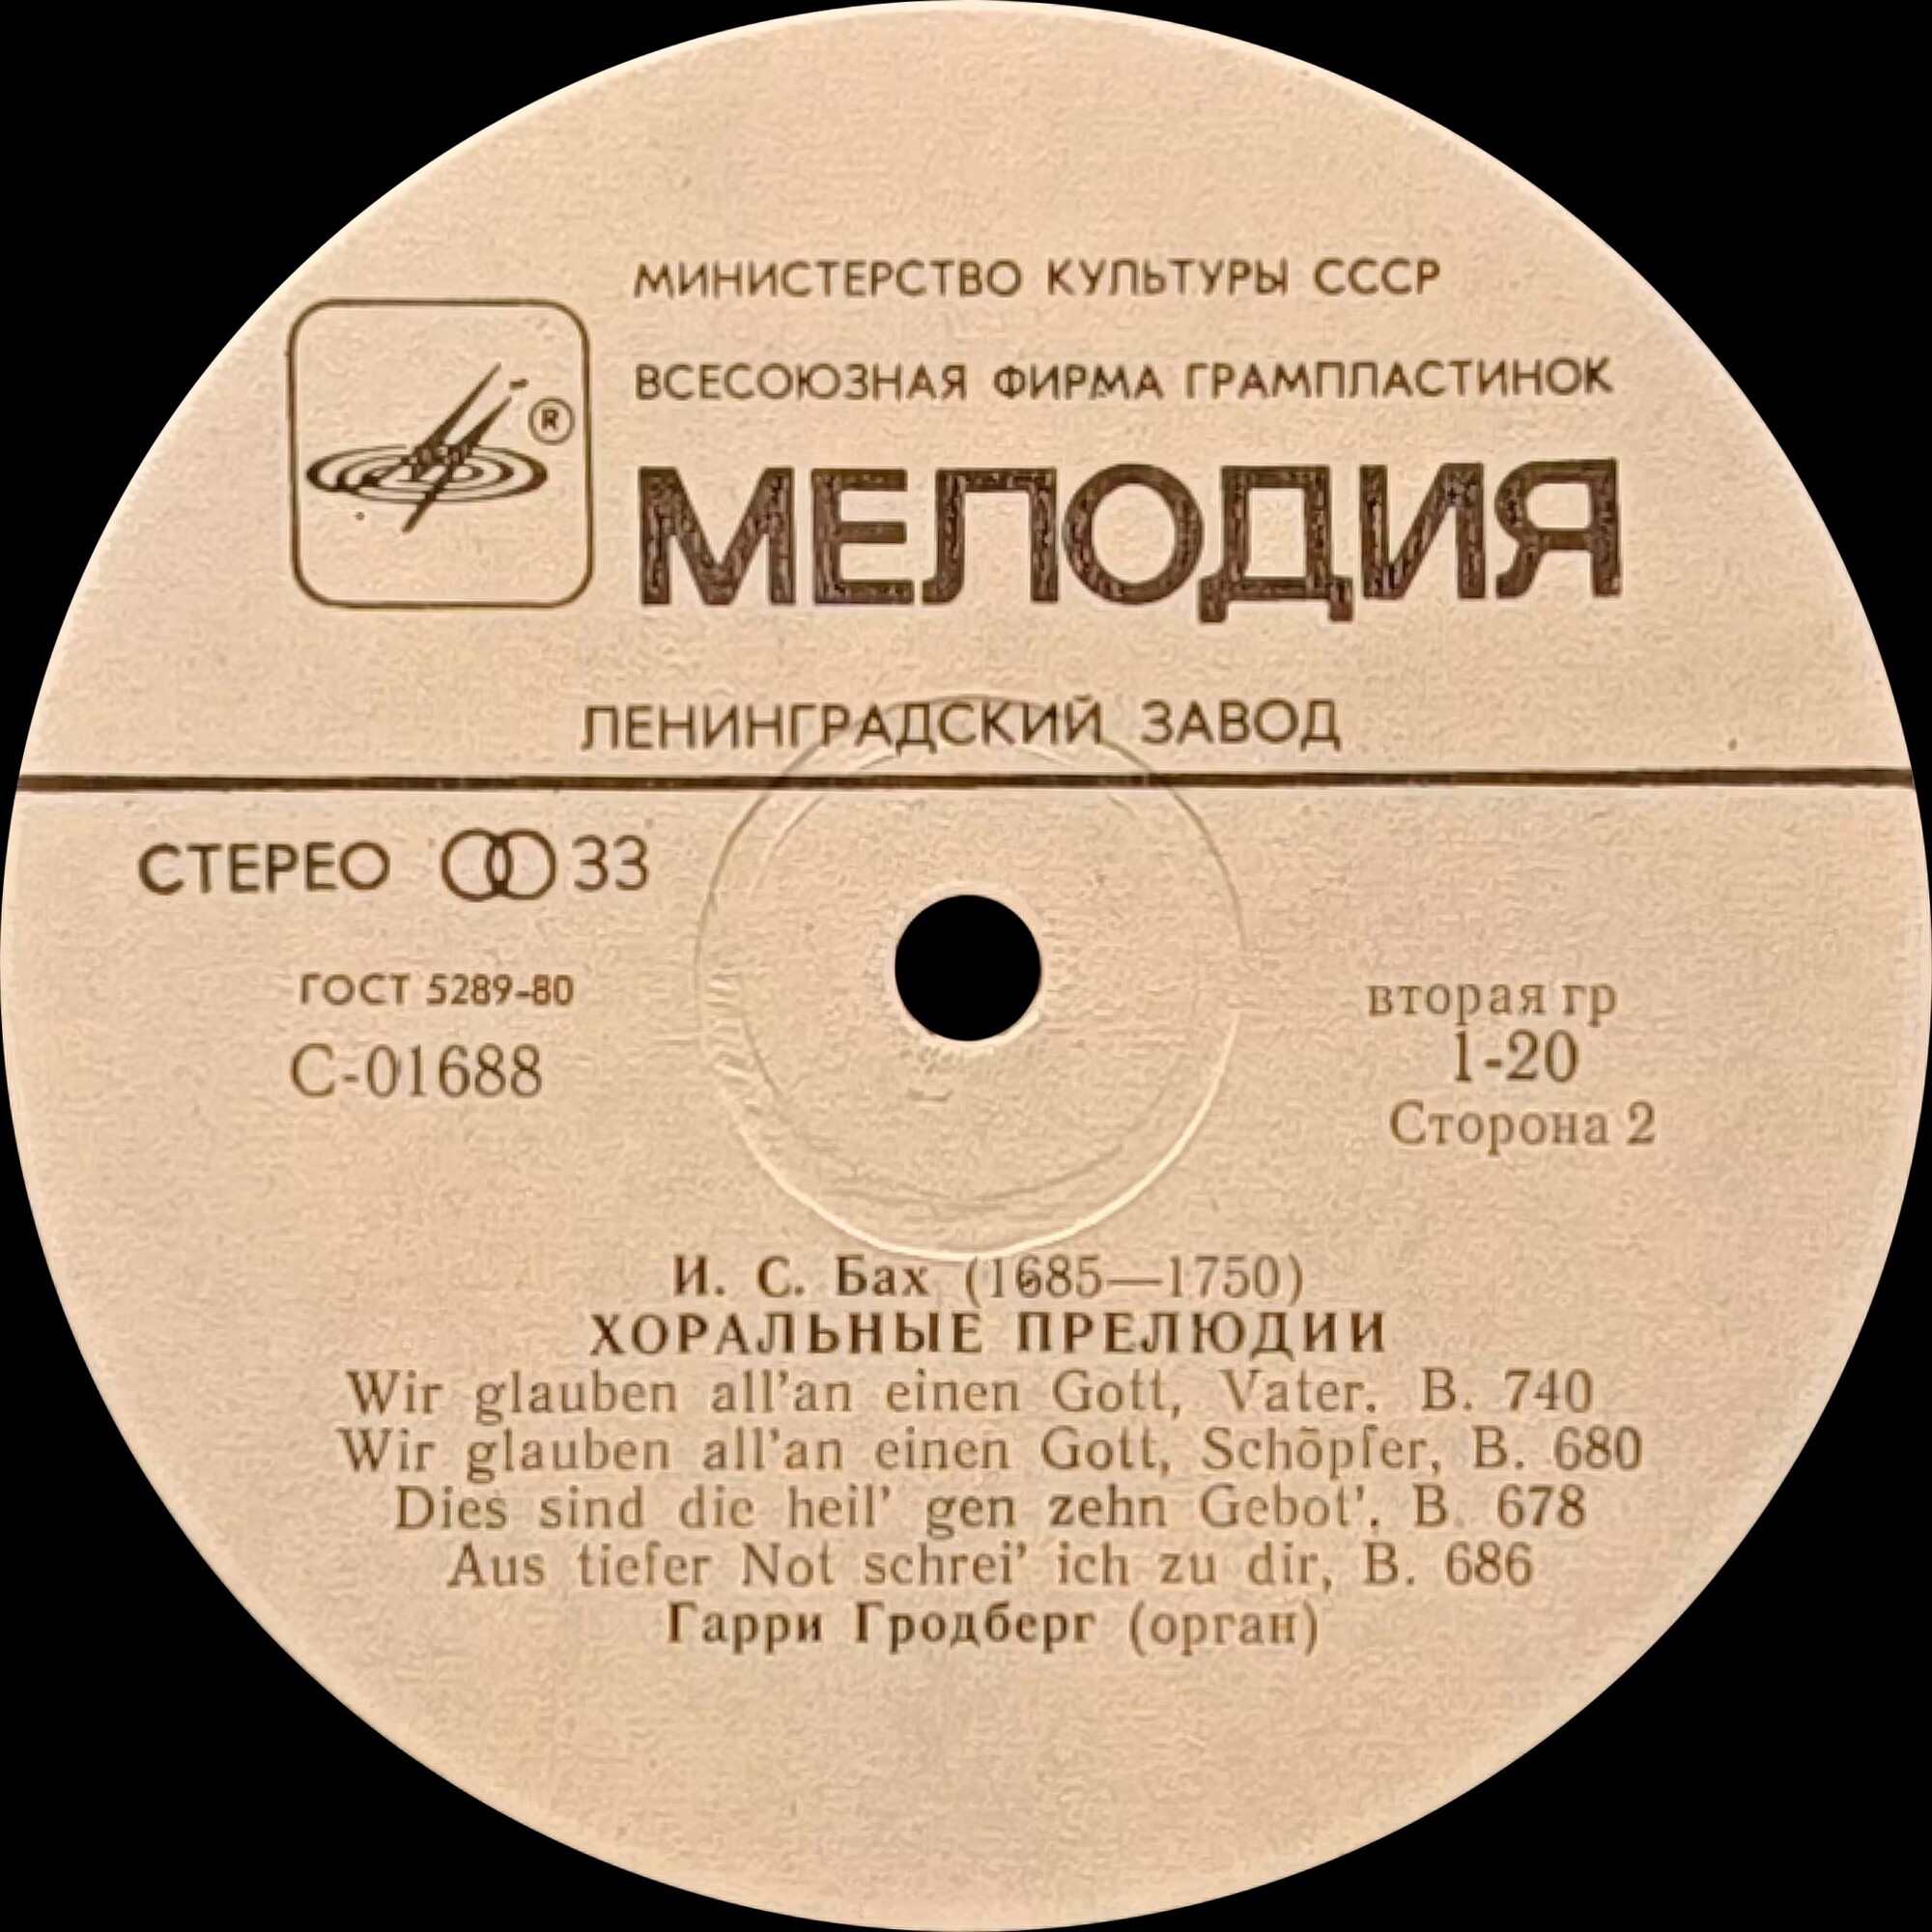 МИНИСТЕРСТВО КУЛЬТУРЫ СССР
ВСЕСОЮЗНАЯ ФИРМА ГРАМПЛАСТИНОК
®
МЕЛОДИЯ
ЛЕНИНГРАДСКИЙ ЗАВОД
СТЕРЕО 33
ГОСТ 5289-80
С-01688
вторая гр
1-20
Сторона 2
И. С. Бах (1685—1750)
ХОРАЛЬНЫЕ ПРЕЛЮДИИ
Wir glauben all'an einen Gott, Vater. B. 740
Wir glauben all'an einen Gott, Schõpfer, B. 680
Dies sind die heil' gen zehn Gebot'. B. 678
Aus tiefer Not schrei' ich zu dir, B. 686
Гарри Гродберг (орган)